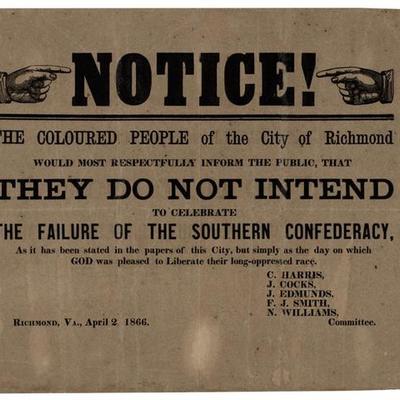 NOTICE!
THE COLOURED PEOPLE of the City of Richmond
WOULD MOST RESPECTFULLY INFORM THE PUBLIC, THAT
THEY DO NOT INTEND
TO CELEBRATE
THE FAILURE OF THE SOUTHERN CONFEDERACY,
As it has been stated in the papers of this City, but simply as the day on which
GOD was pleased to Liberate their long-oppressed race.
C. HARRIS,
J. COCKS,
J. EDMUNDS,
F. J. SMITH,
N. WILLIAMS,
Richmond, Va., April 2 1866. Committee.